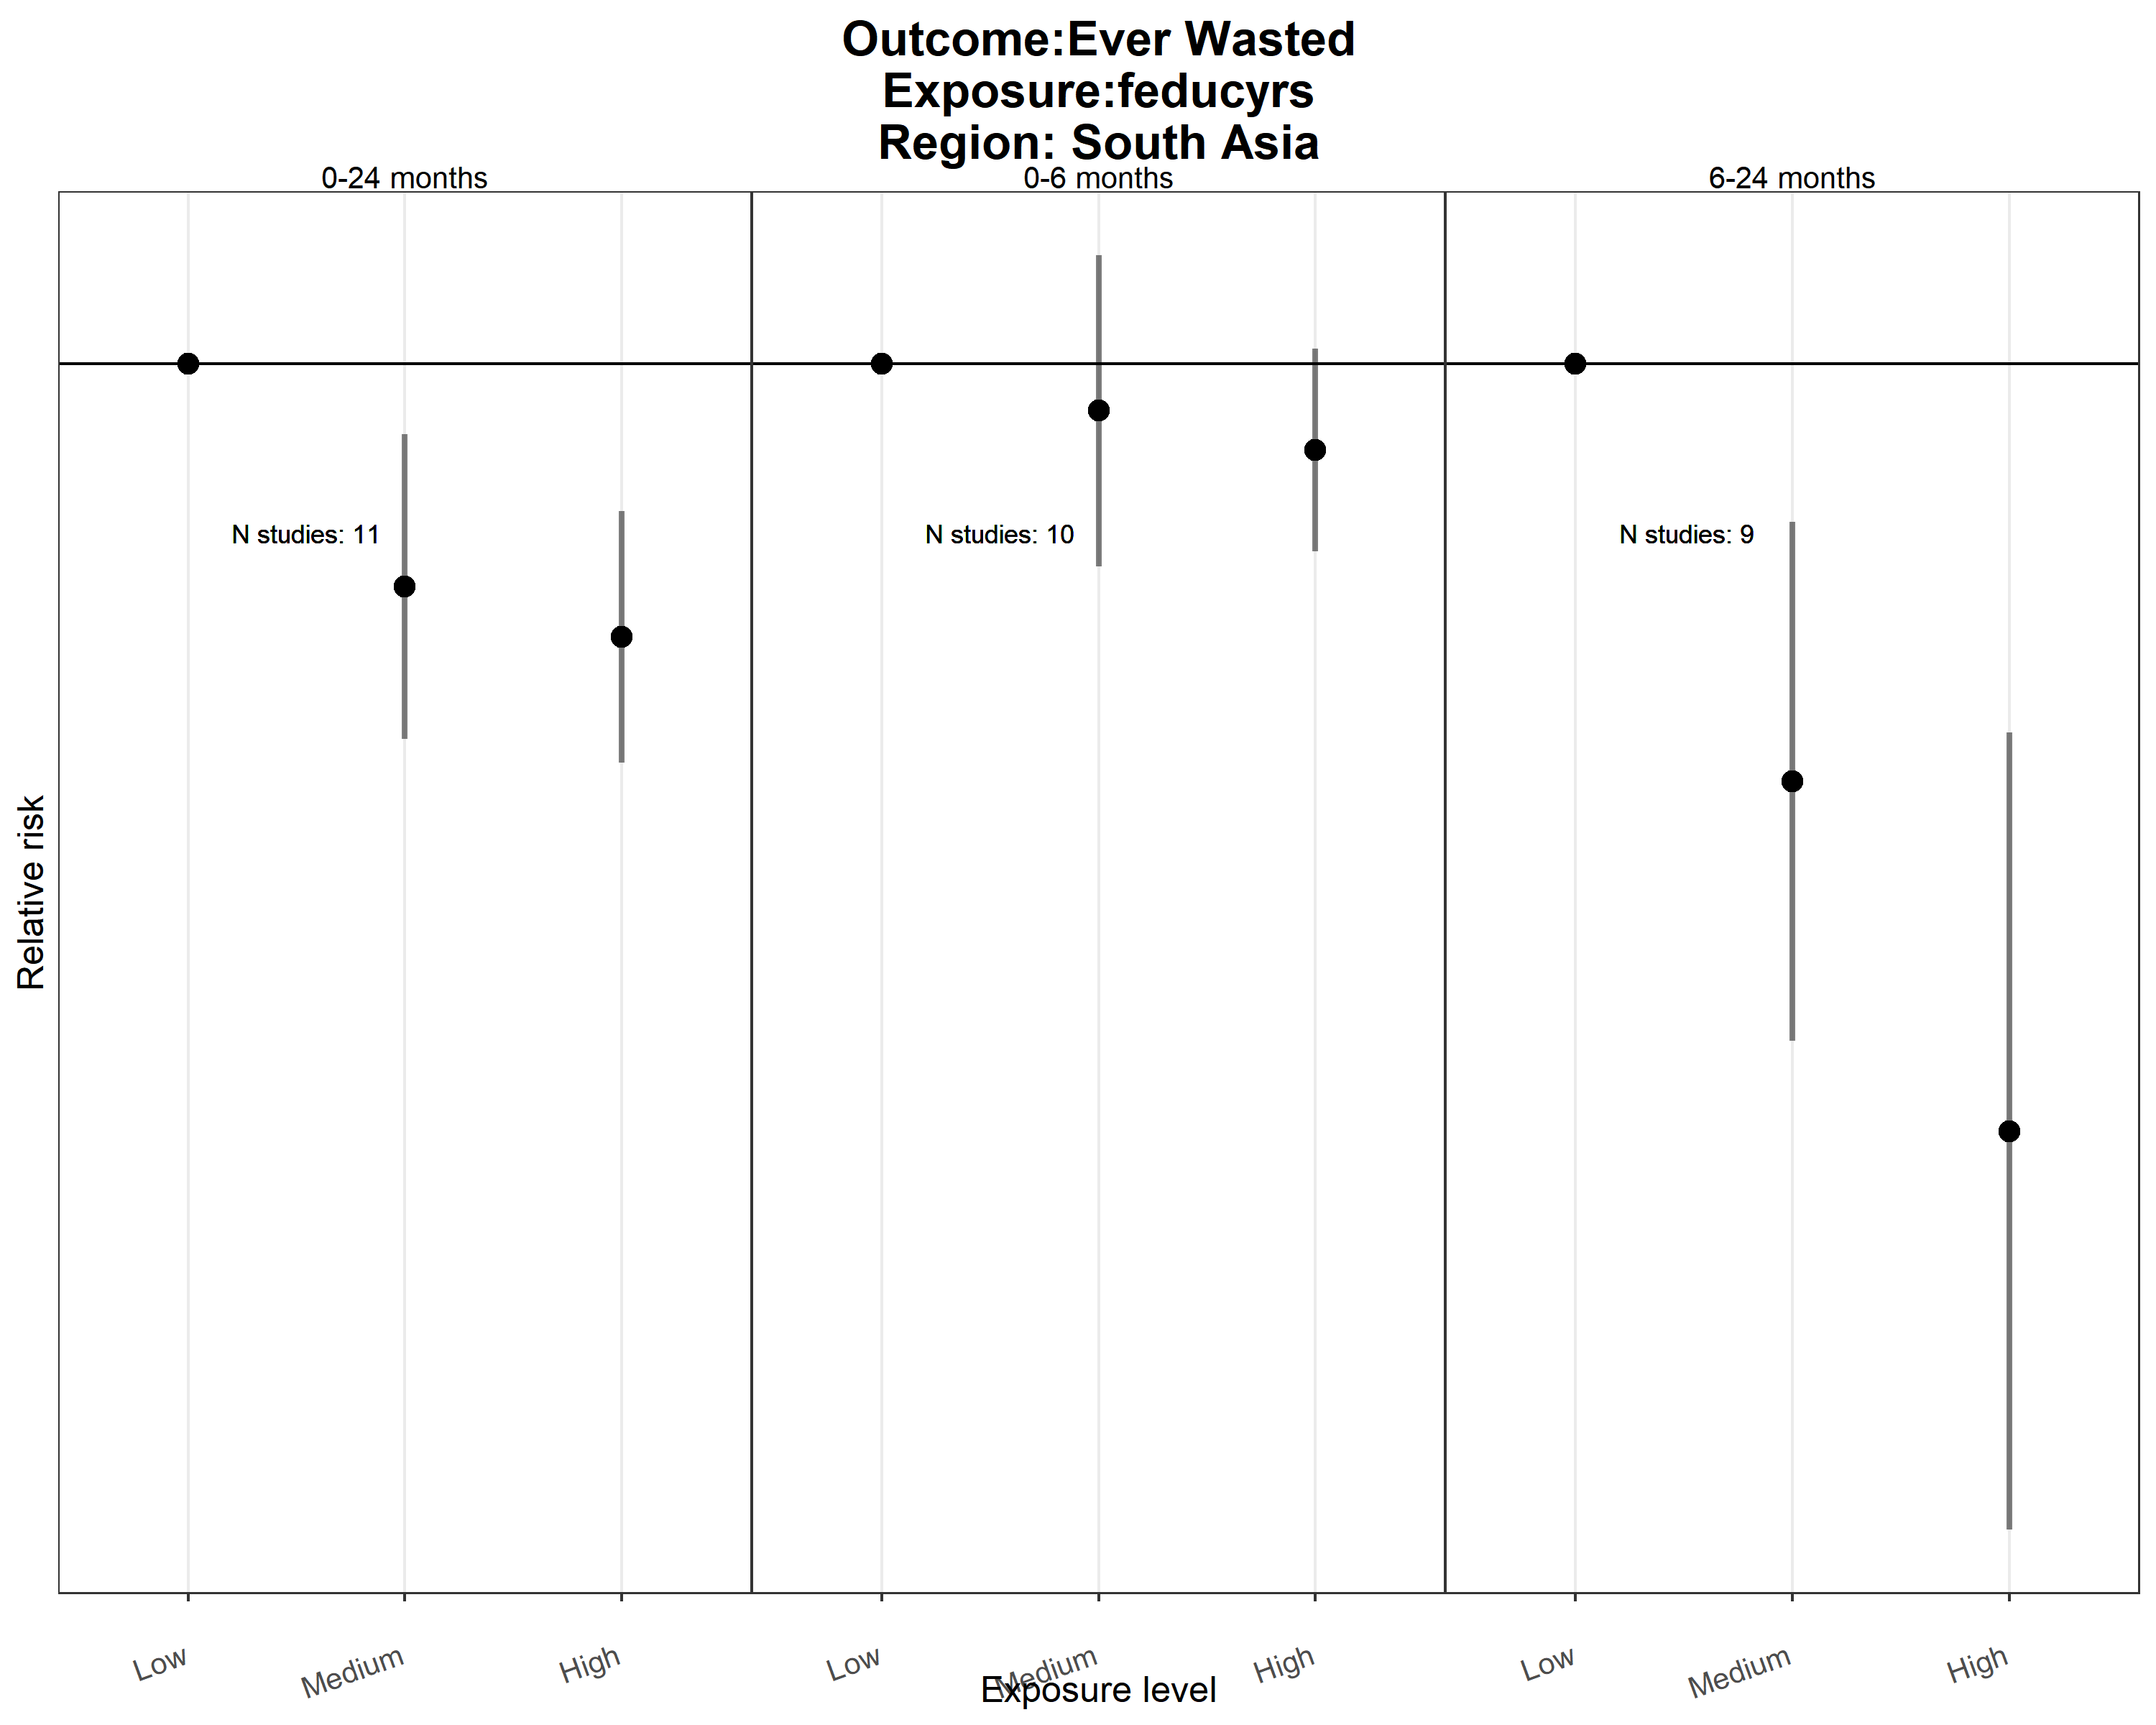 Outcome:Ever Wasted
Exposure:feducyrs
Region: South Asia
0-24 months
0-6 months
6-24 months
N studies: 11
N studies: 10
N studies: 9
Relative risk
Low
Medium
High
Low
Medium
High
Low
Medium
High
Exposure level